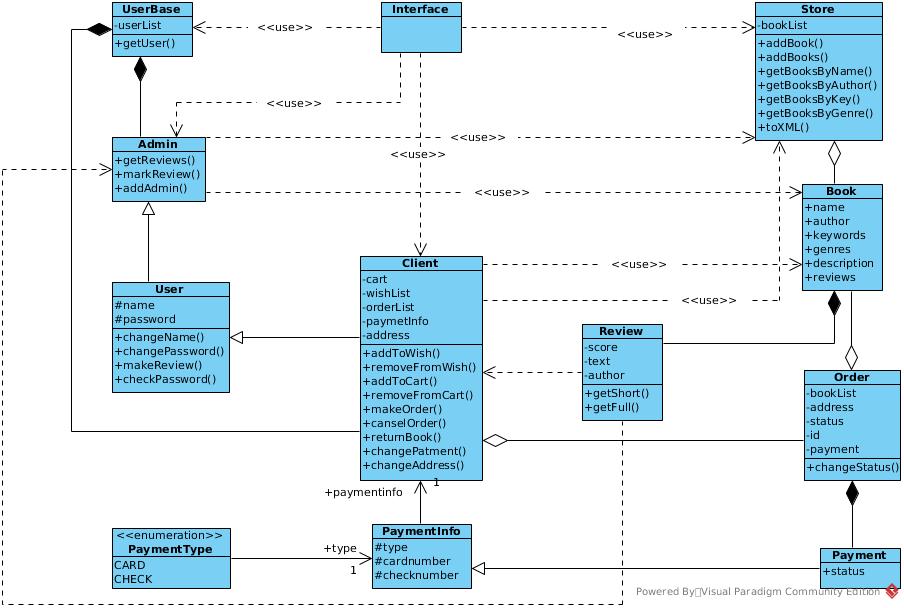 UserBase
-userList
+getUser()
<<use>>
Interface
<<use>>
Store
-bookList
+addBook()
+addBooks()
+getBooksByName()
+getBooksByAuthor()
+getBooksByKey()
+getBooksByGenre()
+toXML()
<<use>>
Admin
+getReviews()
+markReview()
+addAdmin()
<<use>>
<<use>>
<<use>>
Book
+name
+author
+keywords
+genres
+description
+reviews
User
#name
#password
+changeName()
+changePassword()
+makeReview()
+checkPassword()
Client
-cart
-wishList
-orderList
-paymetInfo
-address
+addToWish()
+removeFromWish()
+addToCart()
+removeFromCart()
+makeOrder()
+canselOrder()
+returnBook()
+changePatment()
+changeAddress()
<<use>>
<<use>>
Review
-score
-text
-author
+getShort()
+getFull()
Order
-bookList
-address
-status
-id
-payment
+changeStatus()
+paymentinfo
1
<<enumeration>>
PaymentType
CARD
CHECK
+type
1
PaymentInfo
#type
#cardnumber
#checknumber
Payment
+status
Powered By Visual Paradigm Community Edition